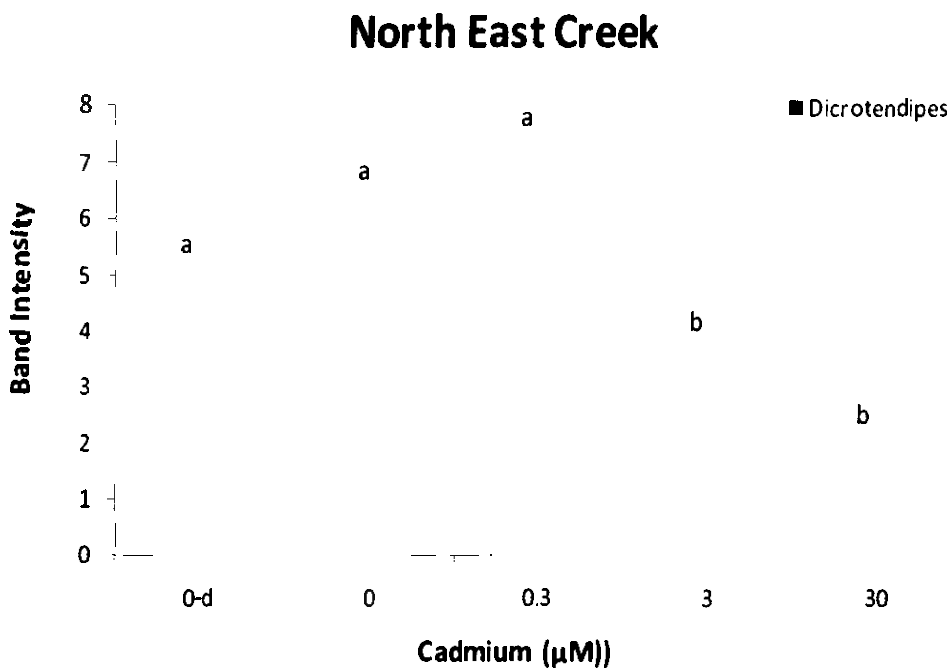 North East Creek
Dicrotendipes
Band Intensity
8
7
6
5
4
3
2
1
0
a
a
a
b
b
0-d 0 0.3 3 30
Cadmium (μM))